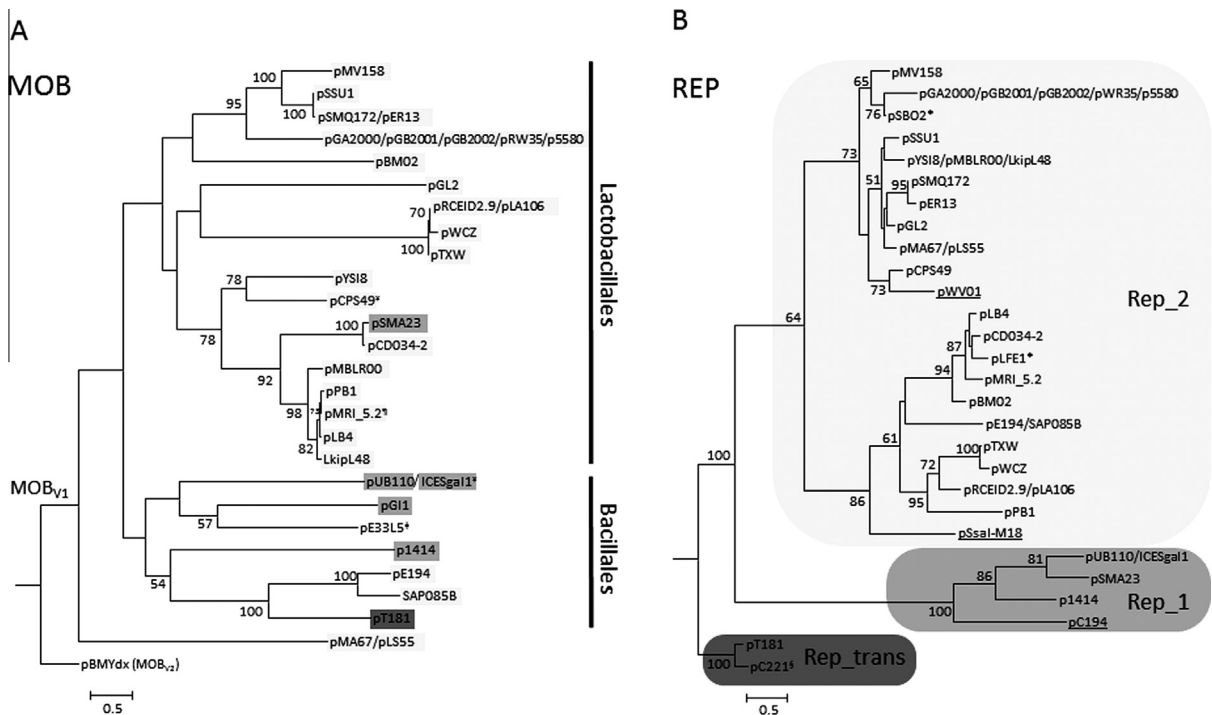 A
MOB
100
pMV158
95
pSSU1
100
pSMQ172/pER13
pGA2000/pGB2001/pGB2002/pRW35/p5580
pBM02
pGL2
70
pRCEID2.9/pLA106
pWCZ
100
pTXW
78
pYSI8
pCPS49*
78
100
pSMA23
pCD034-2
92
pMBLR00
98
pPB1
pMRI_5.2¶
82
pLB4
LkipL48
Lactobacillales
MOBV1
pUB110/ICESgal1*
pGI1
57
pE33L5ǂ
p1414
54
100
pE194
SAP085B
100
pT181
Bacillales
pMA67/pLS55
pBMYdx (MOBV2)
0.5
B
REP
65
pMV158
pGA2000/pGB2001/pGB2002/pWR35/p5580
76
pSBO2*
73
pSSU1
pYSI8/pMBLR00/LkipL48
51
95
pSMQ172
pER13
pGL2
pMA67/pLS55
pCPS49
73
pWV01
Rep_2
64
pLB4
pCD034-2
87
pLFE1*
94
pMRI_5.2
pBM02
pE194/SAP085B
61
100
pTXW
72
pWCZ
86
pRCEID2.9/pLA106
95
pPB1
pSsal-M18
100
81
pUB110/ICESgal1
86
pSMA23
p1414
Rep_1
100
pC194
pT181
100
pC221§
Rep_trans
0.5